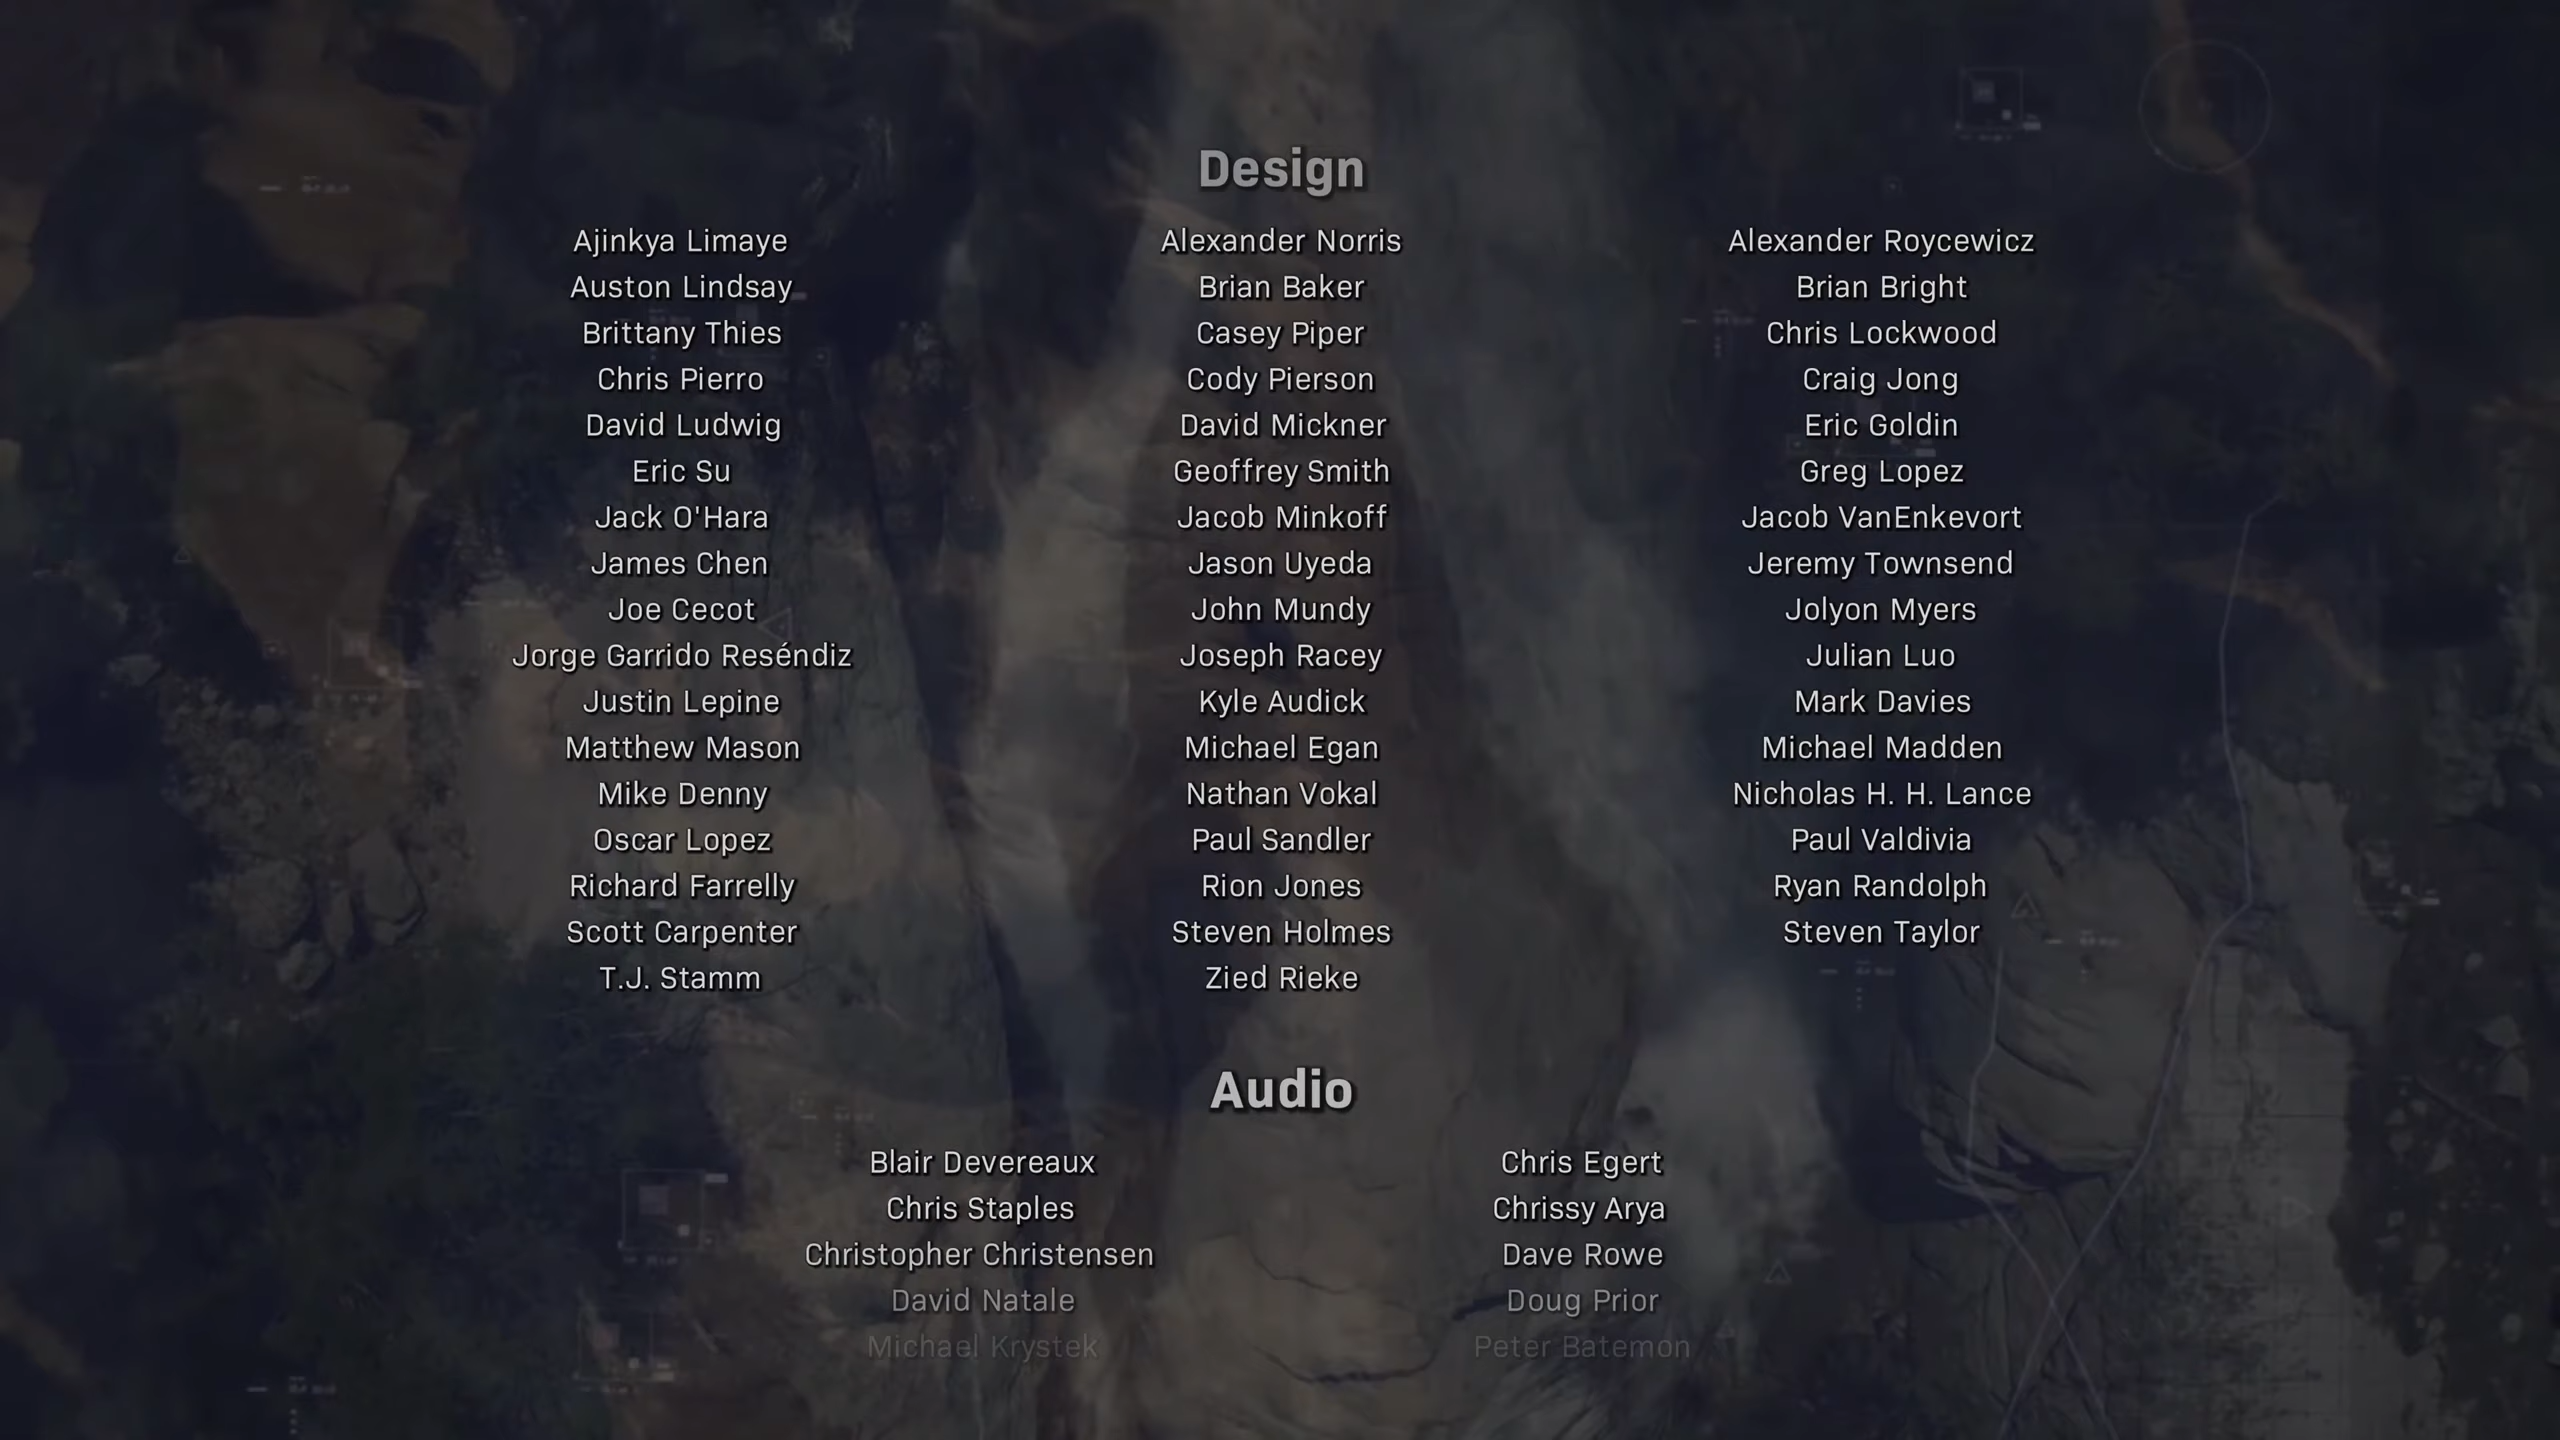 Design
Ajinkya Limaye Alexander Norris Alexander Roycewicz
Auston Lindsay Brian Baker Brian Bright
Brittany Thies Casey Piper Chris Lockwood
Chris Pierro Cody Pierson Craig Jong
David Ludwig David Mickner Eric Goldin
Eric Su Geoffrey Smith Greg Lopez
Jack O'Hara Jacob Minkoff Jacob VanEnkevort
James Chen Jason Uyeda Jeremy Townsend
Joe Cecot John Mundy Jolyon Myers
Jorge Garrido Reséndiz Joseph Racey Julian Luo
Justin Lepine Kyle Audick Mark Davies
Matthew Mason Michael Egan Michael Madden
Mike Denny Nathan Vokal Nicholas H. H. Lance
Oscar Lopez Paul Sandler Paul Valdivia
Richard Farrelly Rion Jones Ryan Randolph
Scott Carpenter Steven Holmes Steven Taylor
T.J. Stamm Zied Rieke
Audio
Blair Devereaux Chris Egert
Chris Staples Chrissy Arya
Christopher Christensen Dave Rowe
David Natale Doug Prior
Michael Krystek Peter Batemon